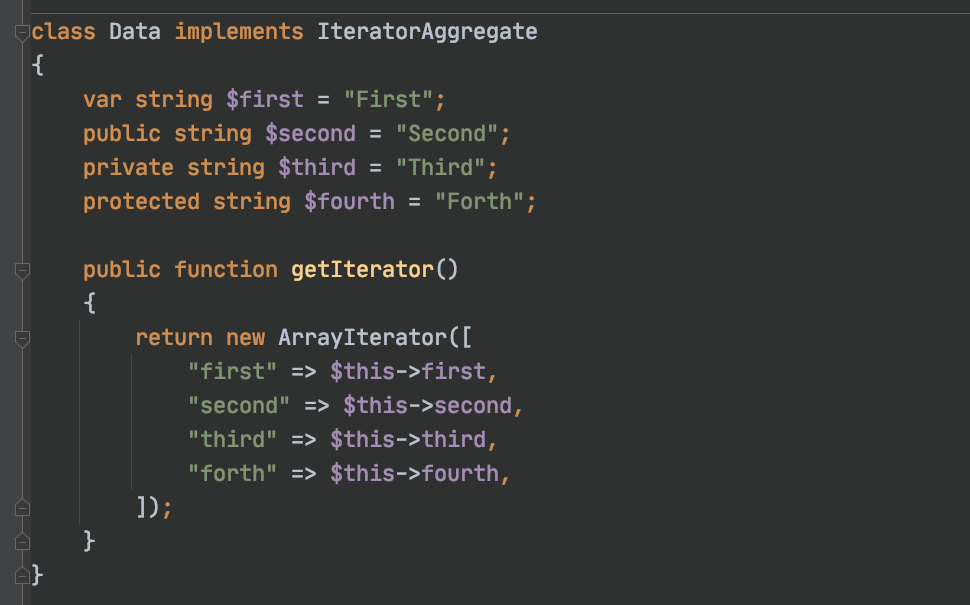 class Data implements IteratorAggregate
{
    var string $first = "First";
    public string $second = "Second";
    private string $third = "Third";
    protected string $fourth = "Forth";

    public function getIterator()
    {
        return new ArrayIterator([
            "first" => $this->first,
            "second" => $this->second,
            "third" => $this->third,
            "forth" => $this->fourth,
        ]);
    }
}